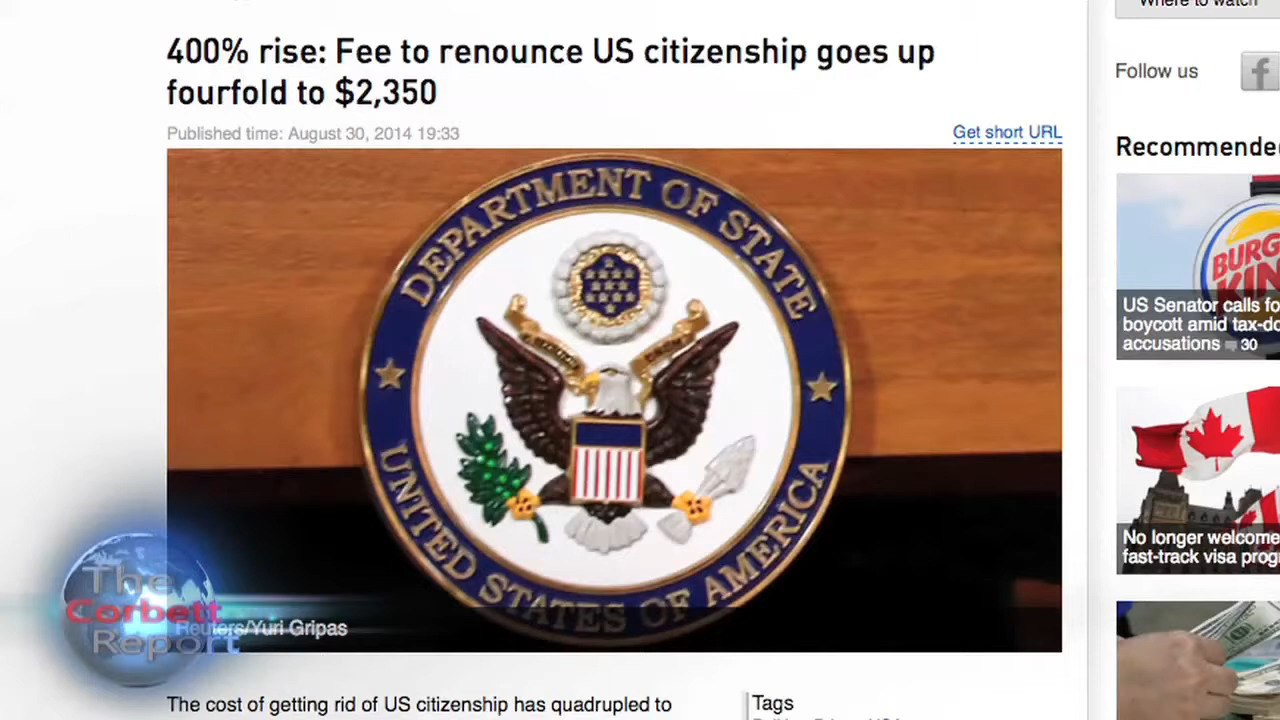 Where to watch
400% rise: Fee to renounce US citizenship goes up
fourfold to $2,350
Follow us
f
Published time: August 30, 2014 19:33
Get short URL
Recommende
DEPARTMENT OF STATE
UNITED STATES OF AMERICA
BURG
KIN
US Senator calls fo
boycott amid tax-do
accusations 30
No longer welcome
fast-track visa prog
The
Corbett
Report
Reuters/Yuri Gripas
The cost of getting rid of US citizenship has quadrupled to
Tags